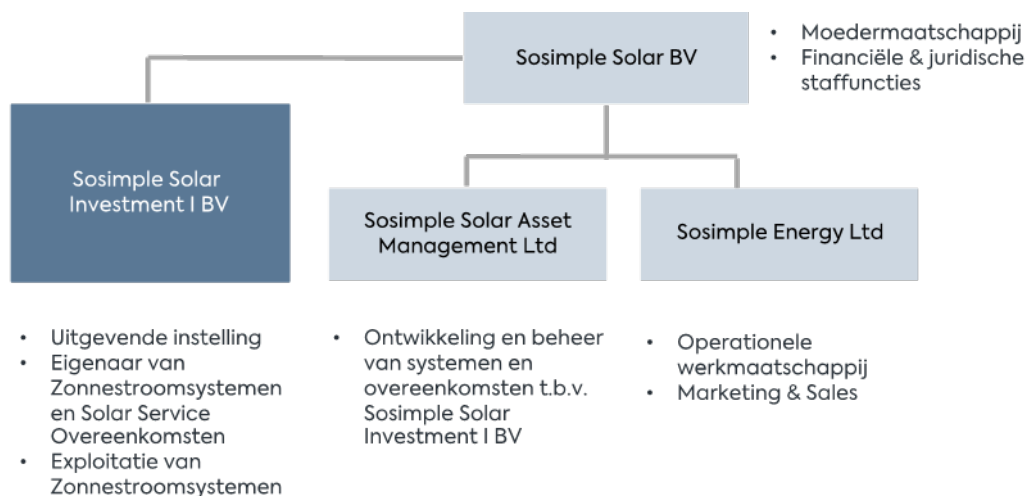 Sosimple Solar BV
• Moedermaatschappij
• Financiële & juridische
staffuncties
Sosimple Solar
Investment I BV
Sosimple Solar Asset
Management Ltd
Sosimple Energy Ltd
• Uitgevende instelling
• Eigenaar van
Zonnestroomsystemen
en Solar Service
Overeenkomsten
• Exploitatie van
Zonnestroomsystemen
• Ontwikkeling en beheer
van systemen en
overeenkomsten t.b.v.
Sosimple Solar
Investment I BV
• Operationele
werkmaatschappij
• Marketing & Sales